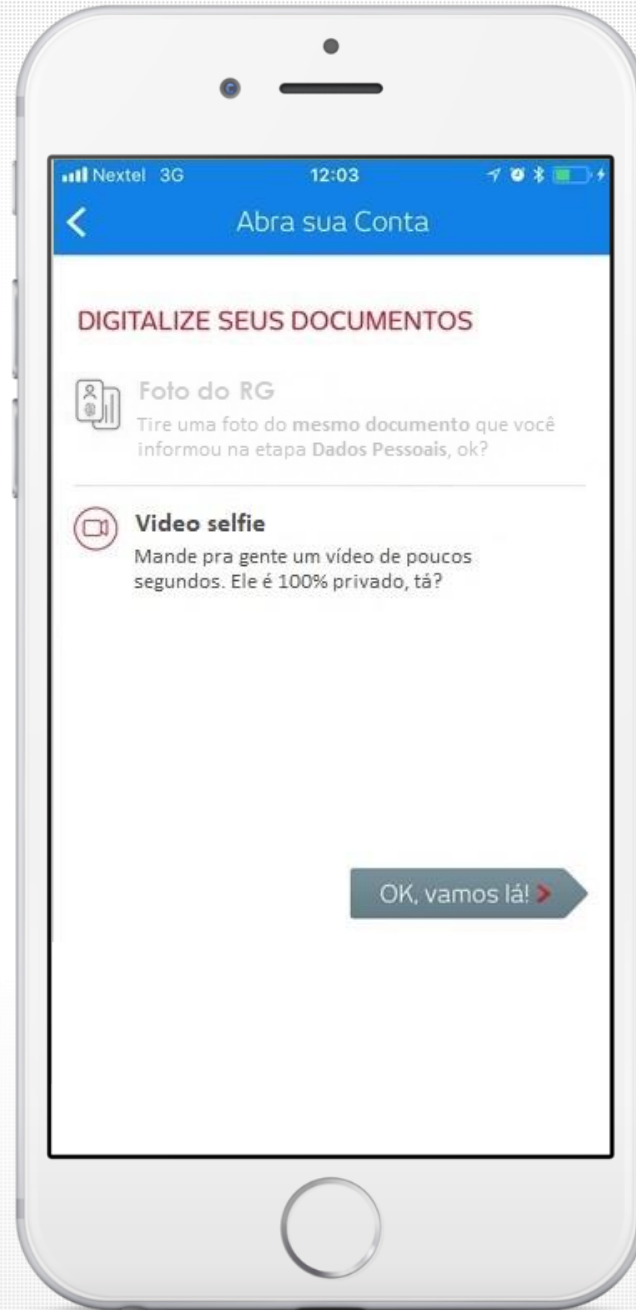 Nextel 3G 12:03
Abra sua Conta
DIGITALIZE SEUS DOCUMENTOS
Foto do RG
Tire uma foto do mesmo documento que você
informou na etapa Dados Pessoais, ok?
Video selfie
Mande pra gente um vídeo de poucos
segundos. Ele é 100% privado, tá?
OK, vamos lá! >